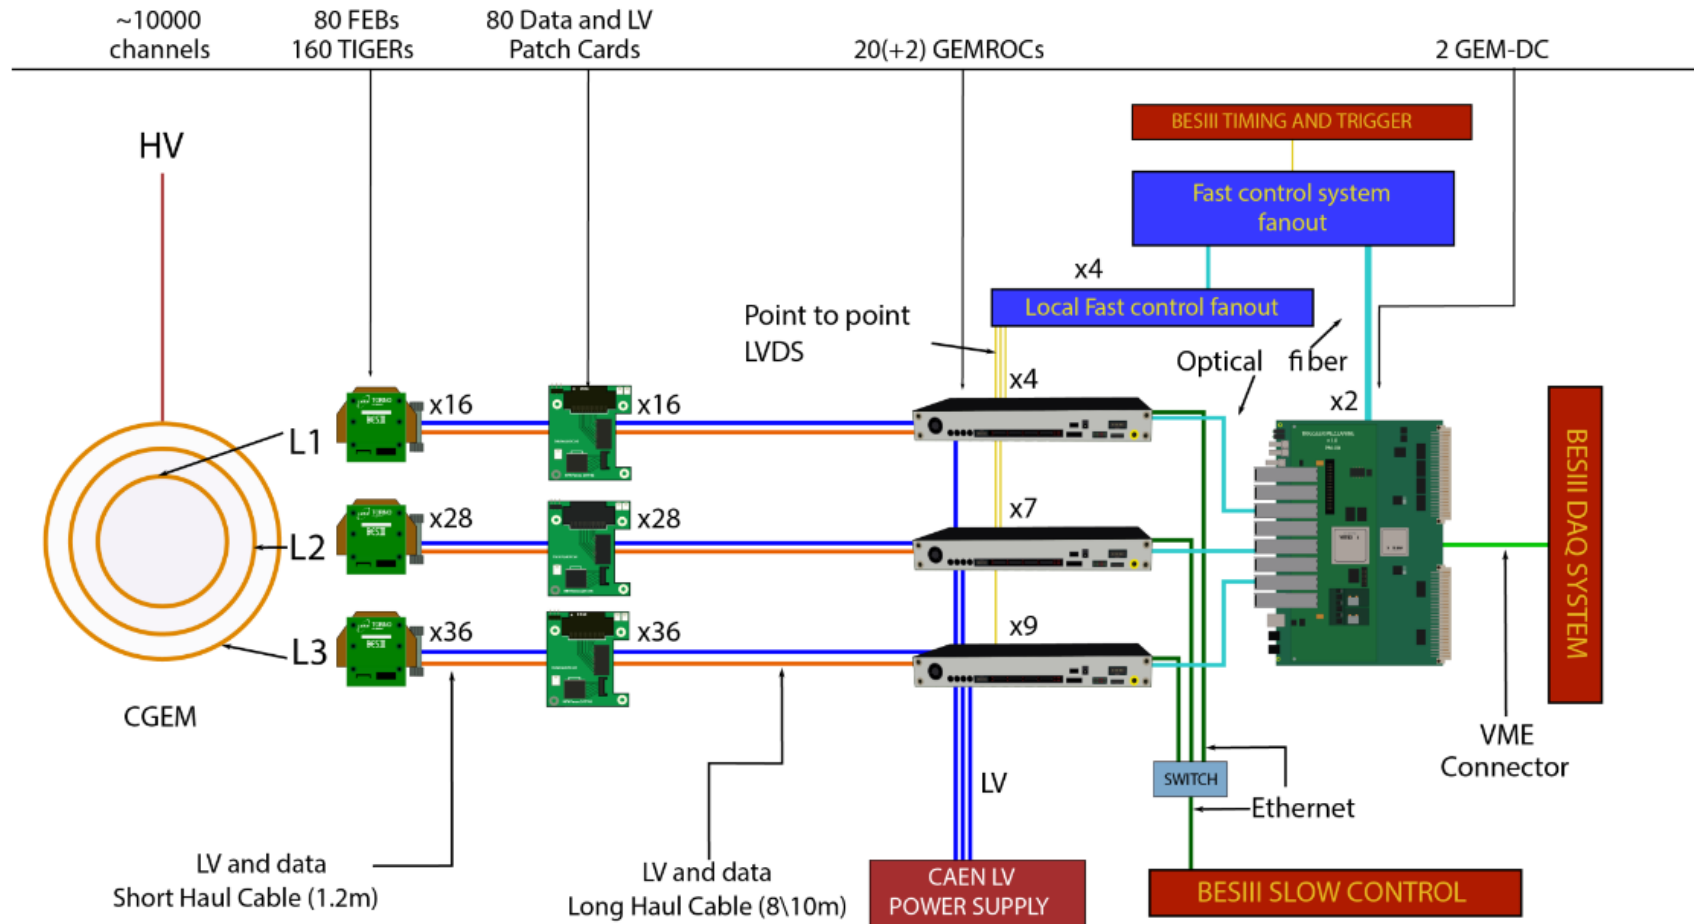 ~10000
channels
80 FEBs
160 TIGERs
80 Data and LV
Patch Cards
20(+2) GEMROCs
2 GEM-DC
BESIII TIMING AND TRIGGER
HV
Fast control system
fanout
x4
Local Fast control fanout
Point to point
LVDS
Optical fiber
x4
x2
L1
x16
x16
x7
L2
x28
x28
x9
L3
x36
x36
BESIII DAQ SYSTEM
CGEM
VME
Connector
SWITCH
LV
Ethernet
LV and data
Short Haul Cable (1.2m)
LV and data
Long Haul Cable (8\10m)
CAEN LV
POWER SUPPLY
BESIII SLOW CONTROL